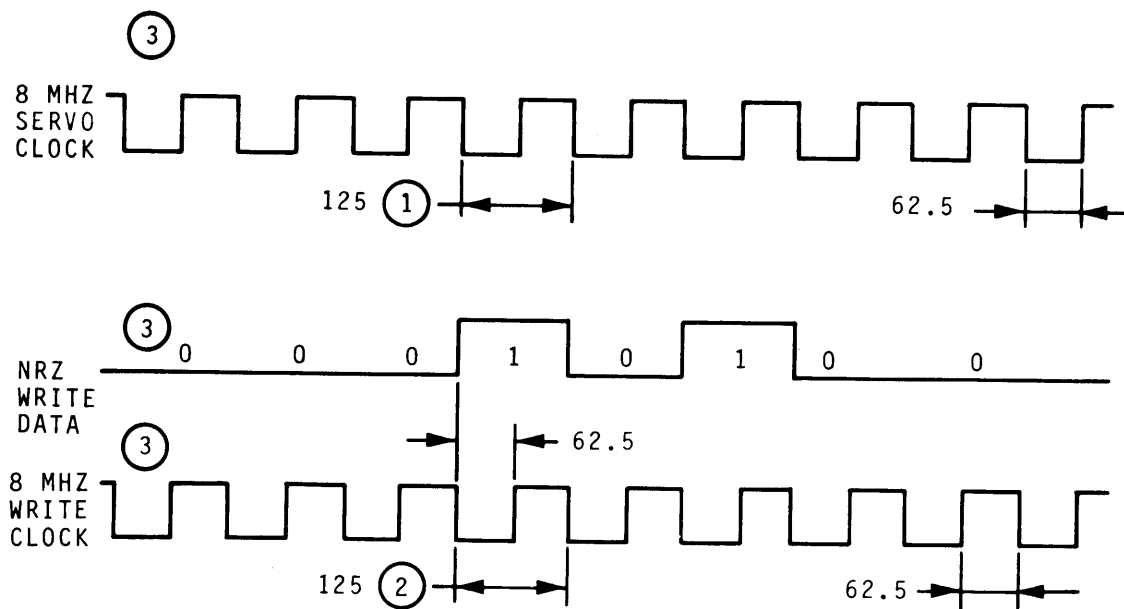 3
8 MHZ
SERVO
CLOCK
125 1
62.5
3
0 0 0 1 0 1 0 0
NRZ
WRITE
DATA
62.5
3
8 MHZ
WRITE
CLOCK
125 2
62.5